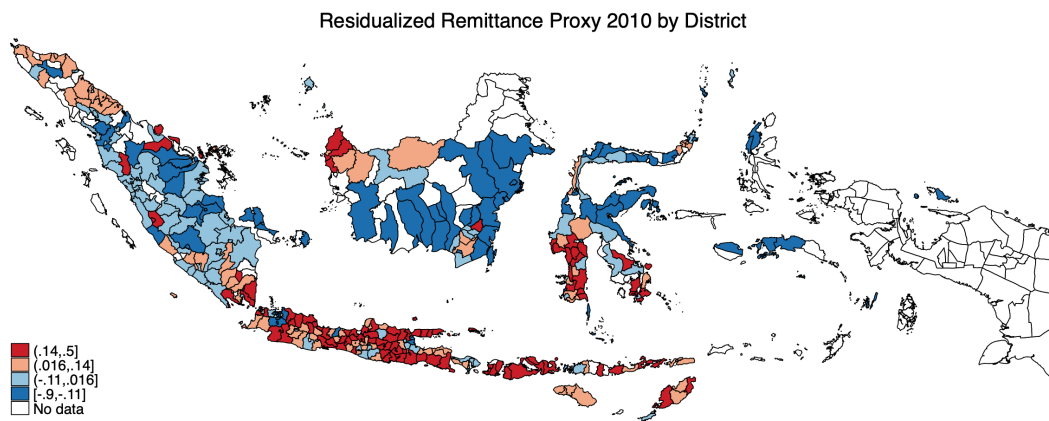 Residualized Remittance Proxy 2010 by District
(.14,.5]
(.016,.14]
(-.11,.016]
[-.9,-.11]
No data